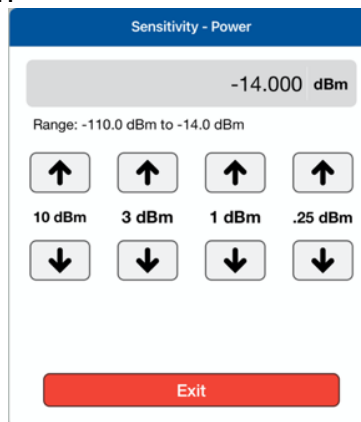 Sensitivity - Power
-14.000 dBm
Range: -110.0 dBm to -14.0 dBm
10 dBm 3 dBm 1 dBm .25 dBm
Exit